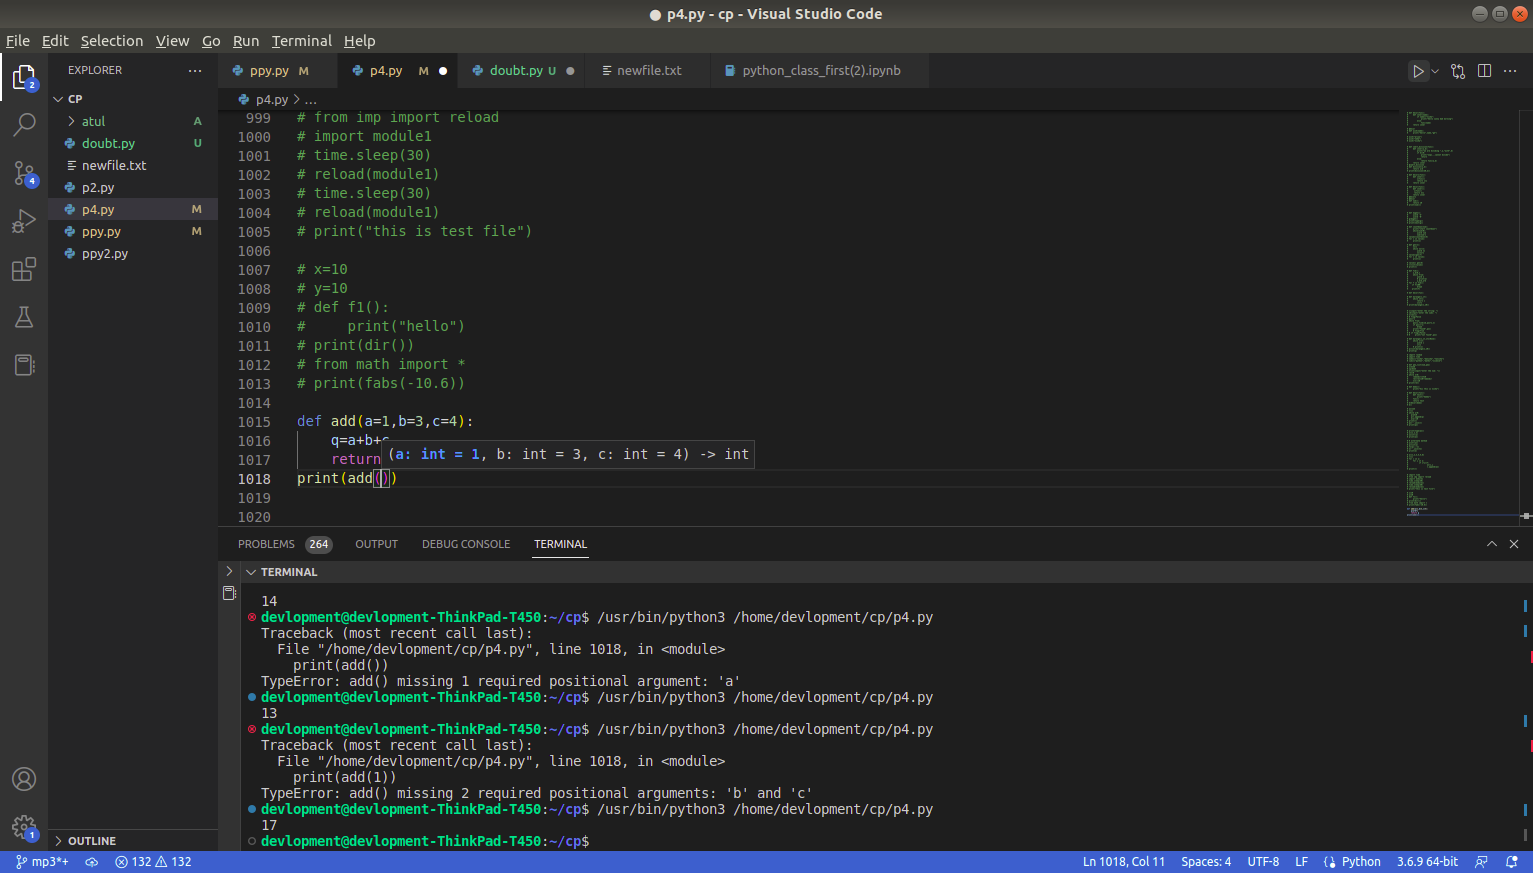 ● p4.py - cp - Visual Studio Code
File Edit Selection View Go Run Terminal Help
EXPLORER ···
CP
atul A
doubt.py U
newfile.txt
p2.py
p4.py M
ppy.py M
ppy2.py
OUTLINE
2
4
1
ppy.py M p4.py M ● doubt.py U ● newfile.txt python_class_first(2).ipynb
p4.py > ...
999 # from imp import reload
1000 # import module1
1001 # time.sleep(30)
1002 # reload(module1)
1003 # time.sleep(30)
1004 # reload(module1)
1005 # print("this is test file")
1006
1007 # x=10
1008 # y=10
1009 # def f1():
1010 #     print("hello")
1011 # print(dir())
1012 # from math import *
1013 # print(fabs(-10.6))
1014
1015 def add(a=1,b=3,c=4):
1016     q=a+b+c
1017     return
(a: int = 1, b: int = 3, c: int = 4) -> int
1018 print(add())
1019
1020
PROBLEMS 264 OUTPUT DEBUG CONSOLE TERMINAL
TERMINAL
14
devlopment@devlopment-ThinkPad-T450:~/cp$ /usr/bin/python3 /home/devlopment/cp/p4.py
Traceback (most recent call last):
  File "/home/devlopment/cp/p4.py", line 1018, in <module>
    print(add())
TypeError: add() missing 1 required positional argument: 'a'
devlopment@devlopment-ThinkPad-T450:~/cp$ /usr/bin/python3 /home/devlopment/cp/p4.py
13
devlopment@devlopment-ThinkPad-T450:~/cp$ /usr/bin/python3 /home/devlopment/cp/p4.py
Traceback (most recent call last):
  File "/home/devlopment/cp/p4.py", line 1018, in <module>
    print(add(1))
TypeError: add() missing 2 required positional arguments: 'b' and 'c'
devlopment@devlopment-ThinkPad-T450:~/cp$ /usr/bin/python3 /home/devlopment/cp/p4.py
17
devlopment@devlopment-ThinkPad-T450:~/cp$
mp3*+ 132 132 Ln 1018, Col 11 Spaces: 4 UTF-8 LF Python 3.6.9 64-bit